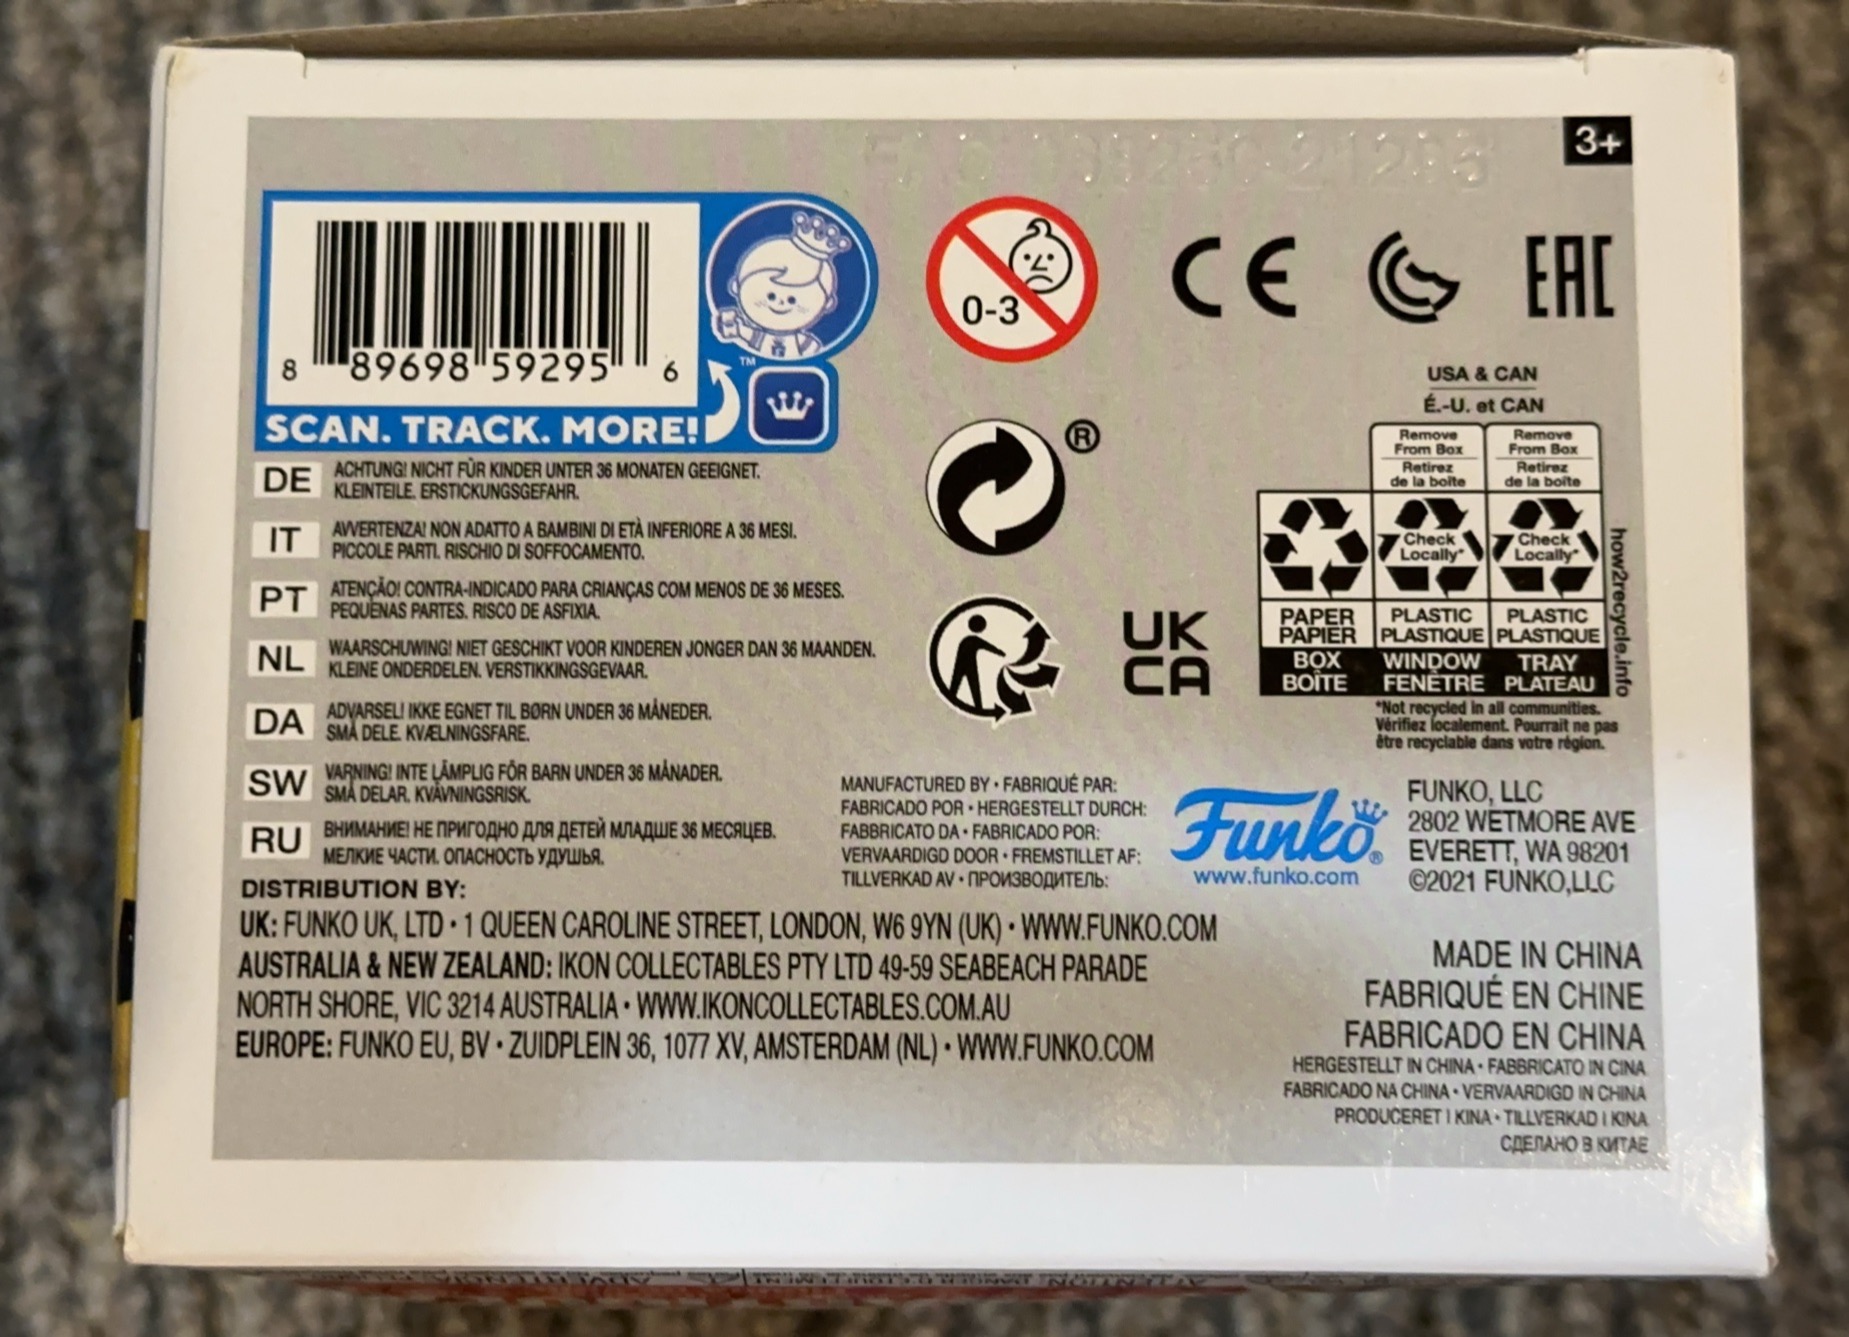 3+
8 89698 59295 6
™
SCAN. TRACK. MORE!
DE ACHTUNG! NICHT FÜR KINDER UNTER 36 MONATEN GEEIGNET.
KLEINTEILE. ERSTICKUNGSGEFAHR.
IT AVVERTENZA! NON ADATTO A BAMBINI DI ETÀ INFERIORE A 36 MESI.
PICCOLE PARTI. RISCHIO DI SOFFOCAMENTO.
PT ATENÇÃO! CONTRA-INDICADO PARA CRIANÇAS COM MENOS DE 36 MESES.
PEQUENAS PARTES. RISCO DE ASFIXIA.
NL WAARSCHUWING! NIET GESCHIKT VOOR KINDEREN JONGER DAN 36 MAANDEN.
KLEINE ONDERDELEN. VERSTIKKINGSGEVAAR.
DA ADVARSEL! IKKE EGNET TIL BØRN UNDER 36 MÅNEDER.
SMÅ DELE. KVÆLNINGSFARE.
SW VARNING! INTE LÄMPLIG FÖR BARN UNDER 36 MÅNADER.
SMÅ DELAR. KVÄVNINGSRISK.
RU ВНИМАНИЕ! НЕ ПРИГОДНО ДЛЯ ДЕТЕЙ МЛАДШЕ 36 МЕСЯЦЕВ.
МЕЛКИЕ ЧАСТИ. ОПАСНОСТЬ УДУШЬЯ.
0-3
CE
EAC
®
UK
CA
USA & CAN
É.-U. et CAN
Remove
From Box
Retirez
de la boîte
Remove
From Box
Retirez
de la boîte
Check
Locally*
Check
Locally*
PAPER
PAPIER
PLASTIC
PLASTIQUE
PLASTIC
PLASTIQUE
BOX
BOÎTE
WINDOW
FENÊTRE
TRAY
PLATEAU
how2recycle.info
*Not recycled in all communities.
Vérifiez localement. Pourrait ne pas
être recyclable dans votre région.
MANUFACTURED BY • FABRIQUÉ PAR:
FABRICADO POR • HERGESTELLT DURCH:
FABBRICATO DA • FABRICADO POR:
VERVAARDIGD DOOR • FREMSTILLET AF:
TILLVERKAD AV • ПРОИЗВОДИТЕЛЬ:
Funko®
www.funko.com
FUNKO, LLC
2802 WETMORE AVE
EVERETT, WA 98201
©2021 FUNKO,LLC
DISTRIBUTION BY:
UK: FUNKO UK, LTD • 1 QUEEN CAROLINE STREET, LONDON, W6 9YN (UK) • WWW.FUNKO.COM
AUSTRALIA & NEW ZEALAND: IKON COLLECTABLES PTY LTD 49-59 SEABEACH PARADE
NORTH SHORE, VIC 3214 AUSTRALIA • WWW.IKONCOLLECTABLES.COM.AU
EUROPE: FUNKO EU, BV • ZUIDPLEIN 36, 1077 XV, AMSTERDAM (NL) • WWW.FUNKO.COM
MADE IN CHINA
FABRIQUÉ EN CHINE
FABRICADO EN CHINA
HERGESTELLT IN CHINA • FABBRICATO IN CINA
FABRICADO NA CHINA • VERVAARDIGD IN CHINA
PRODUCERET I KINA • TILLVERKAD I KINA
СДЕЛАНО В КИТАЕ